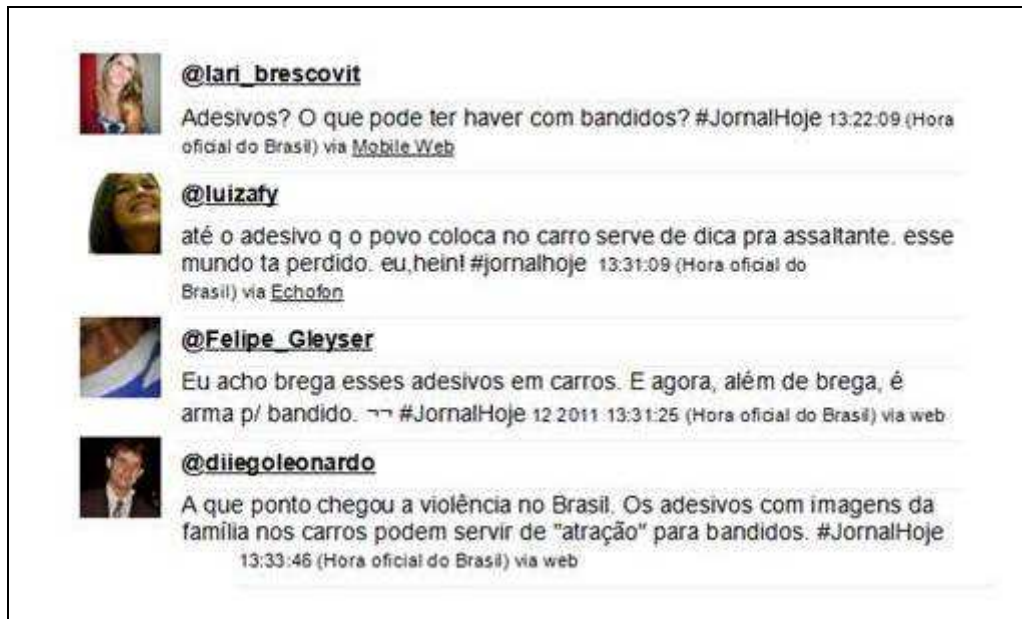 @lari_brescovit
Adesivos? O que pode ter haver com bandidos? #JornalHoje 13:22:09 (Hora
oficial do Brasil) via Mobile Web
@luizafy
até o adesivo q o povo coloca no carro serve de dica pra assaltante. esse
mundo ta perdido. eu,hein! #jornalhoje 13:31:09 (Hora oficial do
Brasil) via Echofon
@Felipe_Gleyser
Eu acho brega esses adesivos em carros. E agora, além de brega, é
arma p/ bandido. ¬¬ #JornalHoje 12 2011 13:31:25 (Hora oficial do Brasil) via web
@diiegoleonardo
A que ponto chegou a violência no Brasil. Os adesivos com imagens da
família nos carros podem servir de "atração" para bandidos. #JornalHoje
13:33:46 (Hora oficial do Brasil) via web